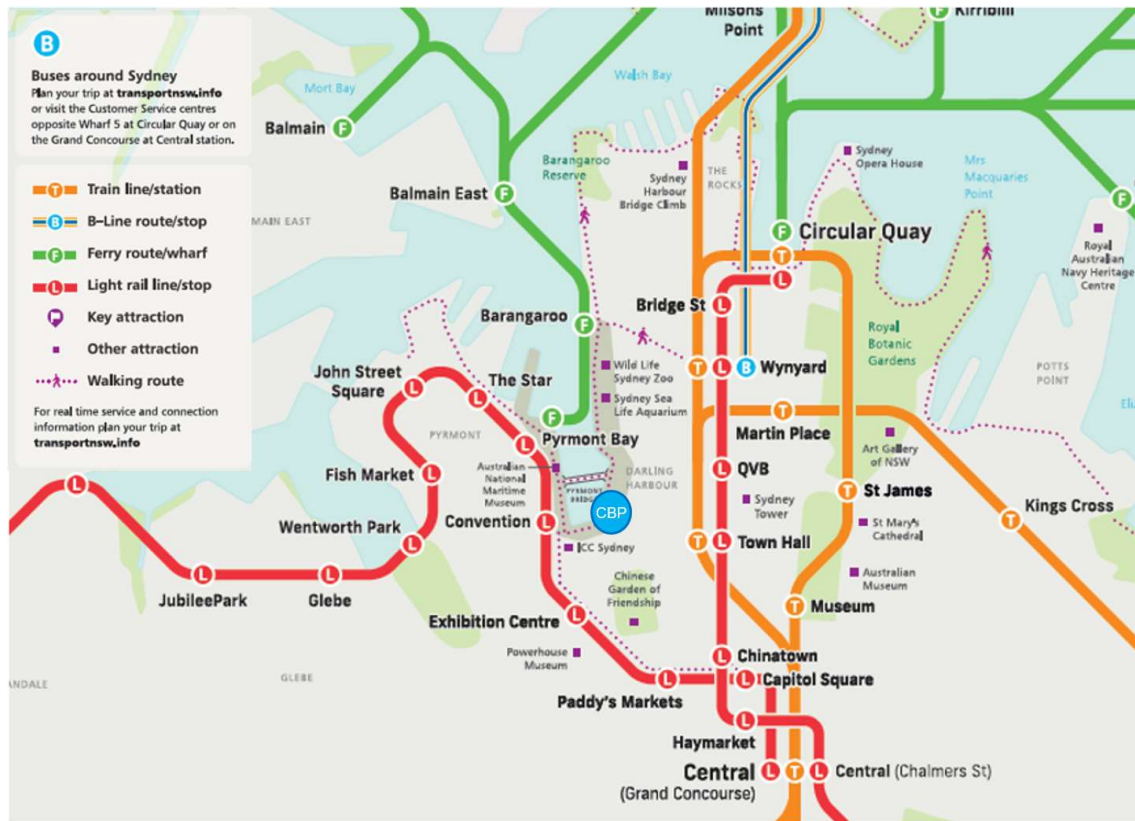 B
Buses around Sydney
Plan your trip at transportnsw.info
or visit the Customer Service centres
opposite Wharf 5 at Circular Quay or on
the Grand Concourse at Central station.
T Train line/station
B B-Line route/stop
F Ferry route/wharf
L Light rail line/stop
Key attraction
Other attraction
Walking route
For real time service and connection
information plan your trip at
transportnsw.info
Milsons
Point
F Kirribilli
Walsh Bay
Mort Bay
Balmain F
Barangaroo
Reserve
Sydney
Harbour
Bridge Climb
THE
ROCKS
Sydney
Opera House
Mrs
Macquaries
Point
F
Balmain East F
MAIN EAST
F
Circular Quay
T
L
Royal
Australian
Navy Heritage
Centre
Bridge St L
Barangaroo F
Royal
Botanic
Gardens
Wild Life
Sydney Zoo
T L B Wynyard
POTTS
POINT
John Street
Square L
The Star
L
Sydney Sea
Life Aquarium
Eli
T
Martin Place
F
Pyrmont Bay
L
PYRMONT
Art Gallery
of NSW
Australian
National
Maritime
Museum
DARLING
HARBOUR
PYRMONT
BRIDGE
L QVB
Fish Market L
L
T St James
Sydney
Tower
Kings Cross
T
CBP
Wentworth Park
L
Convention L
St Mary's
Cathedral
ICC Sydney
T L Town Hall
L
JubileePark
L
Glebe
Chinese
Garden of
Friendship
Australian
Museum
T Museum
Exhibition Centre L
Powerhouse
Museum
L Chinatown
L Capitol Square
L
Paddy's Markets
ANDALE
GLEBE
L
Haymarket
Central
(Grand Concourse)
L T L Central (Chalmers St)